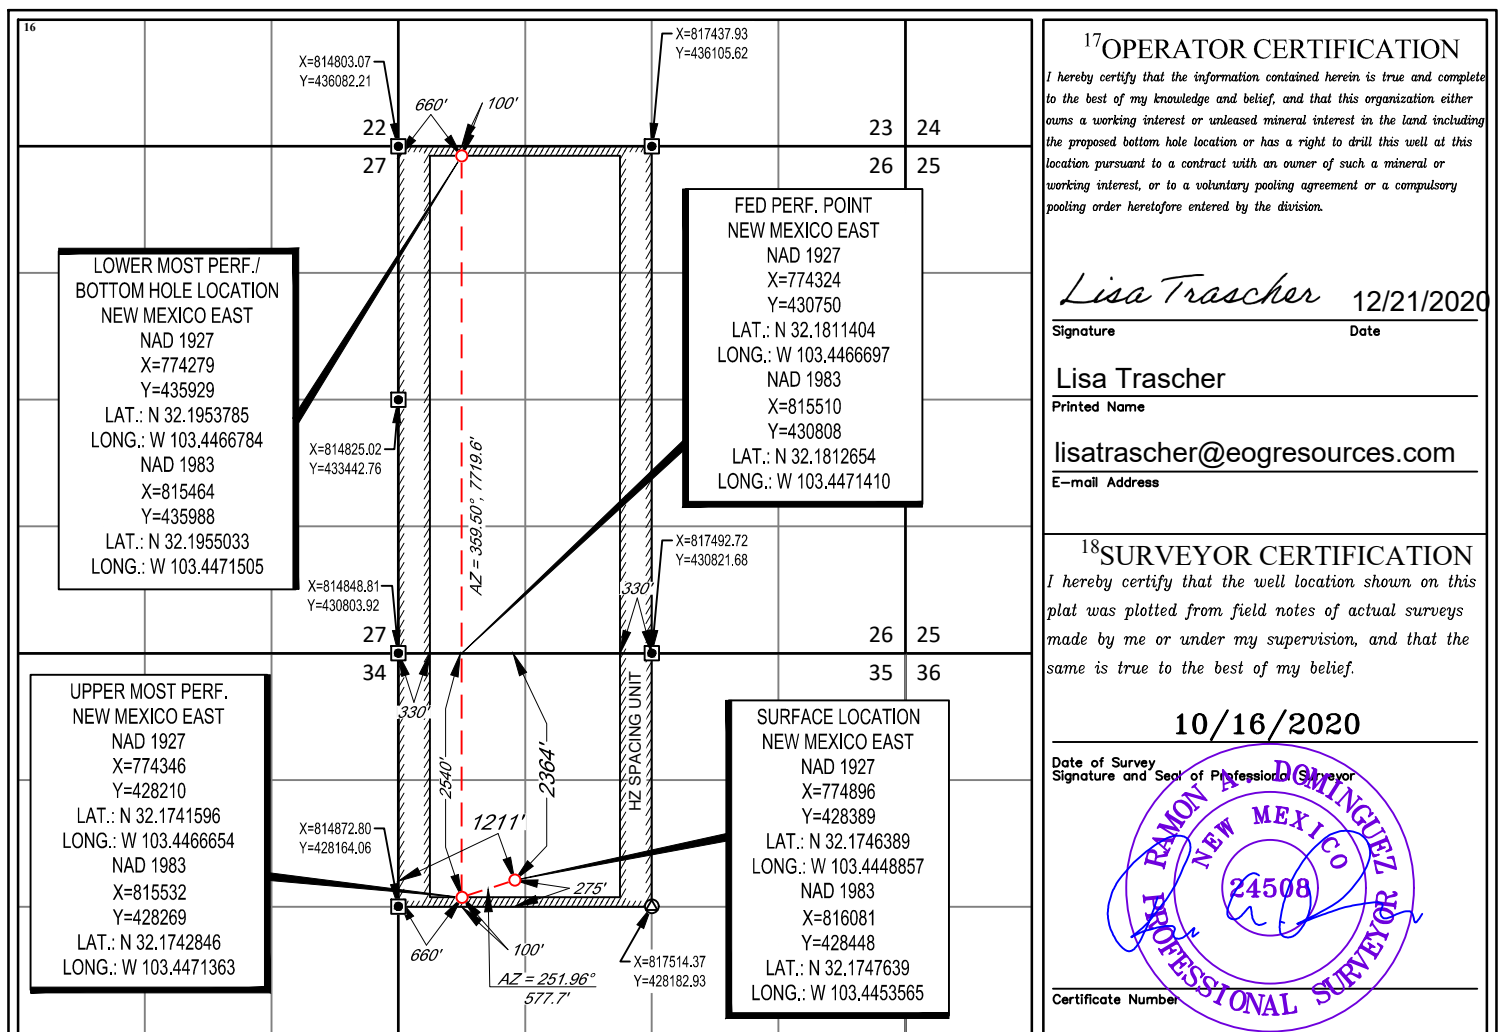 16
X=814803.07
Y=436082.21
X=817437.93
Y=436105.62
660'
100'
22
23
24
27
26
25
LOWER MOST PERF./
BOTTOM HOLE LOCATION
NEW MEXICO EAST
NAD 1927
X=774279
Y=435929
LAT.: N 32.1953785
LONG.: W 103.4466784
NAD 1983
X=815464
Y=435988
LAT.: N 32.1955033
LONG.: W 103.4471505
FED PERF. POINT
NEW MEXICO EAST
NAD 1927
X=774324
Y=430750
LAT.: N 32.1811404
LONG.: W 103.4466697
NAD 1983
X=815510
Y=430808
LAT.: N 32.1812654
LONG.: W 103.4471410
X=814825.02
Y=433442.76
AZ = 359.50°, 7719.6'
X=817492.72
Y=430821.68
X=814848.81
Y=430803.92
330'
27
26
25
34
35
36
330'
UPPER MOST PERF.
NEW MEXICO EAST
NAD 1927
X=774346
Y=428210
LAT.: N 32.1741596
LONG.: W 103.4466654
NAD 1983
X=815532
Y=428269
LAT.: N 32.1742846
LONG.: W 103.4471363
2540'
2364'
HZ SPACING UNIT
SURFACE LOCATION
NEW MEXICO EAST
NAD 1927
X=774896
Y=428389
LAT.: N 32.1746389
LONG.: W 103.4448857
NAD 1983
X=816081
Y=428448
LAT.: N 32.1747639
LONG.: W 103.4453565
X=814872.80
Y=428164.06
1211'
275'
660'
100'
AZ = 251.96°
577.7'
X=817514.37
Y=428182.93
17 OPERATOR CERTIFICATION
I hereby certify that the information contained herein is true and complete
to the best of my knowledge and belief, and that this organization either
owns a working interest or unleased mineral interest in the land including
the proposed bottom hole location or has a right to drill this well at this
location pursuant to a contract with an owner of such a mineral or
working interest, or to a voluntary pooling agreement or a compulsory
pooling order heretofore entered by the division.
Lisa Trascher 12/21/2020
Signature Date
Lisa Trascher
Printed Name
lisatrascher@eogresources.com
E-mail Address
18 SURVEYOR CERTIFICATION
I hereby certify that the well location shown on this
plat was plotted from field notes of actual surveys
made by me or under my supervision, and that the
same is true to the best of my belief.
10/16/2020
Date of Survey
Signature and Seal of Professional Surveyor
RAMON A. DOMINGUEZ
NEW MEXICO
24508
PROFESSIONAL SURVEYOR
Certificate Number